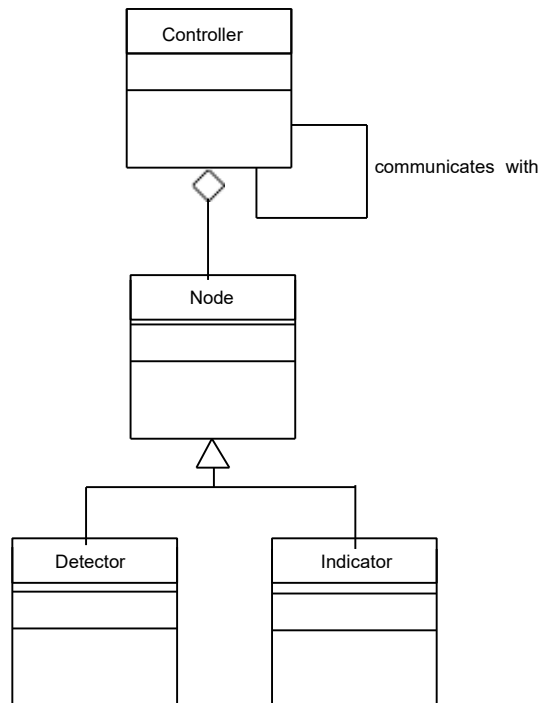 Controller
communicates with
Node
Detector
Indicator